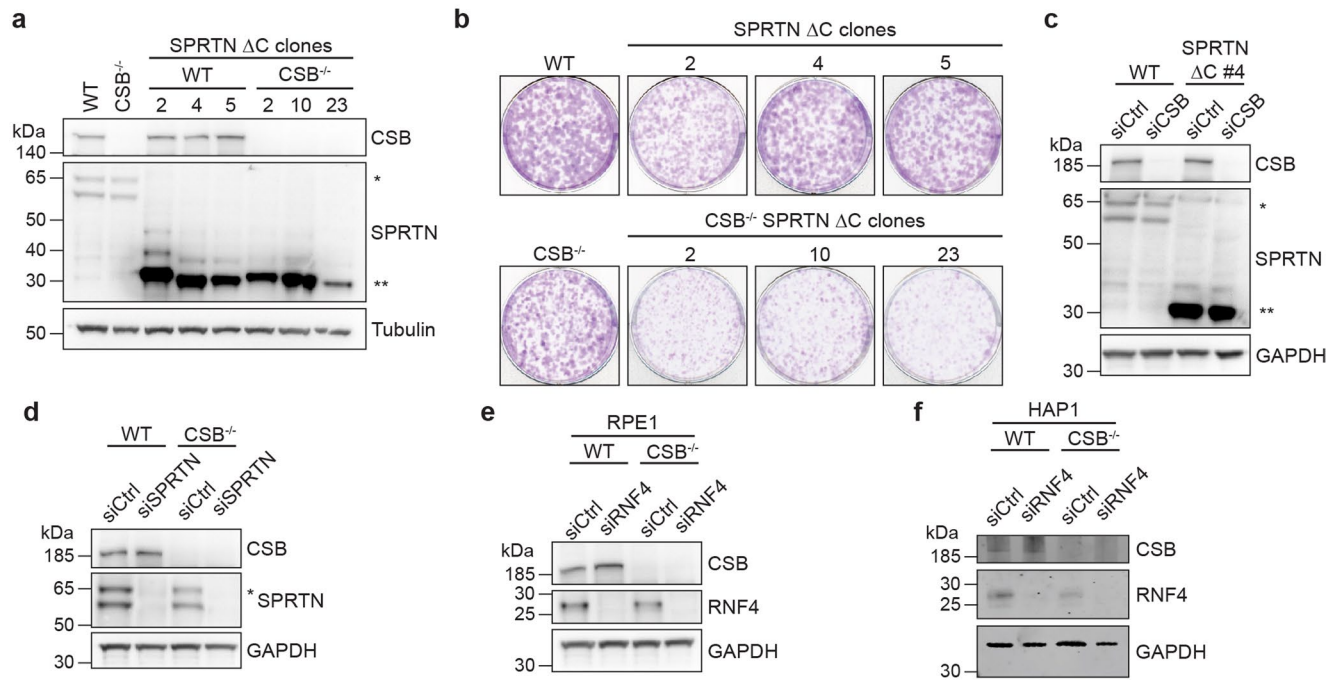 a
SPRTN ΔC clones
WT CSB-/-
WT CSB-/- 2 4 5 2 10 23
kDa
140
CSB
65
*
50
40
SPRTN
30
**
50
Tubulin
b
SPRTN ΔC clones
WT 2 4 5
CSB-/- SPRTN ΔC clones
CSB-/- 2 10 23
c
SPRTN
WT ΔC #4
siCtrl siCSB siCtrl siCSB
kDa
185
CSB
65
*
50
SPRTN
30
**
GAPDH
30
d
WT CSB-/-
siCtrl siSPRTN siCtrl siSPRTN
kDa
185
CSB
65
* SPRTN
50
GAPDH
30
e
RPE1
WT CSB-/-
siCtrl siRNF4 siCtrl siRNF4
kDa
185
CSB
30
25
RNF4
GAPDH
30
f
HAP1
WT CSB-/-
siCtrl siRNF4 siCtrl siRNF4
kDa
185
CSB
30
25
RNF4
GAPDH
30